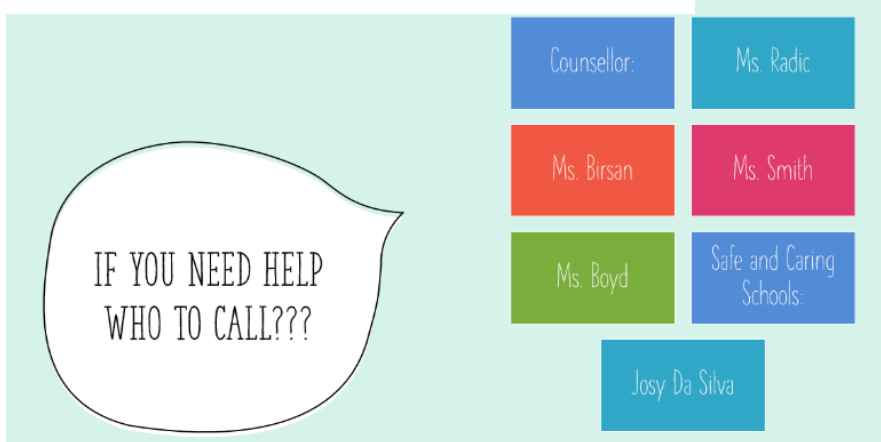 IF YOU NEED HELP
WHO TO CALL???
Counsellor:
Ms. Radic
Ms. Birsan
Ms. Smith
Ms. Boyd
Safe and Caring
Schools:
Josy Da Silva